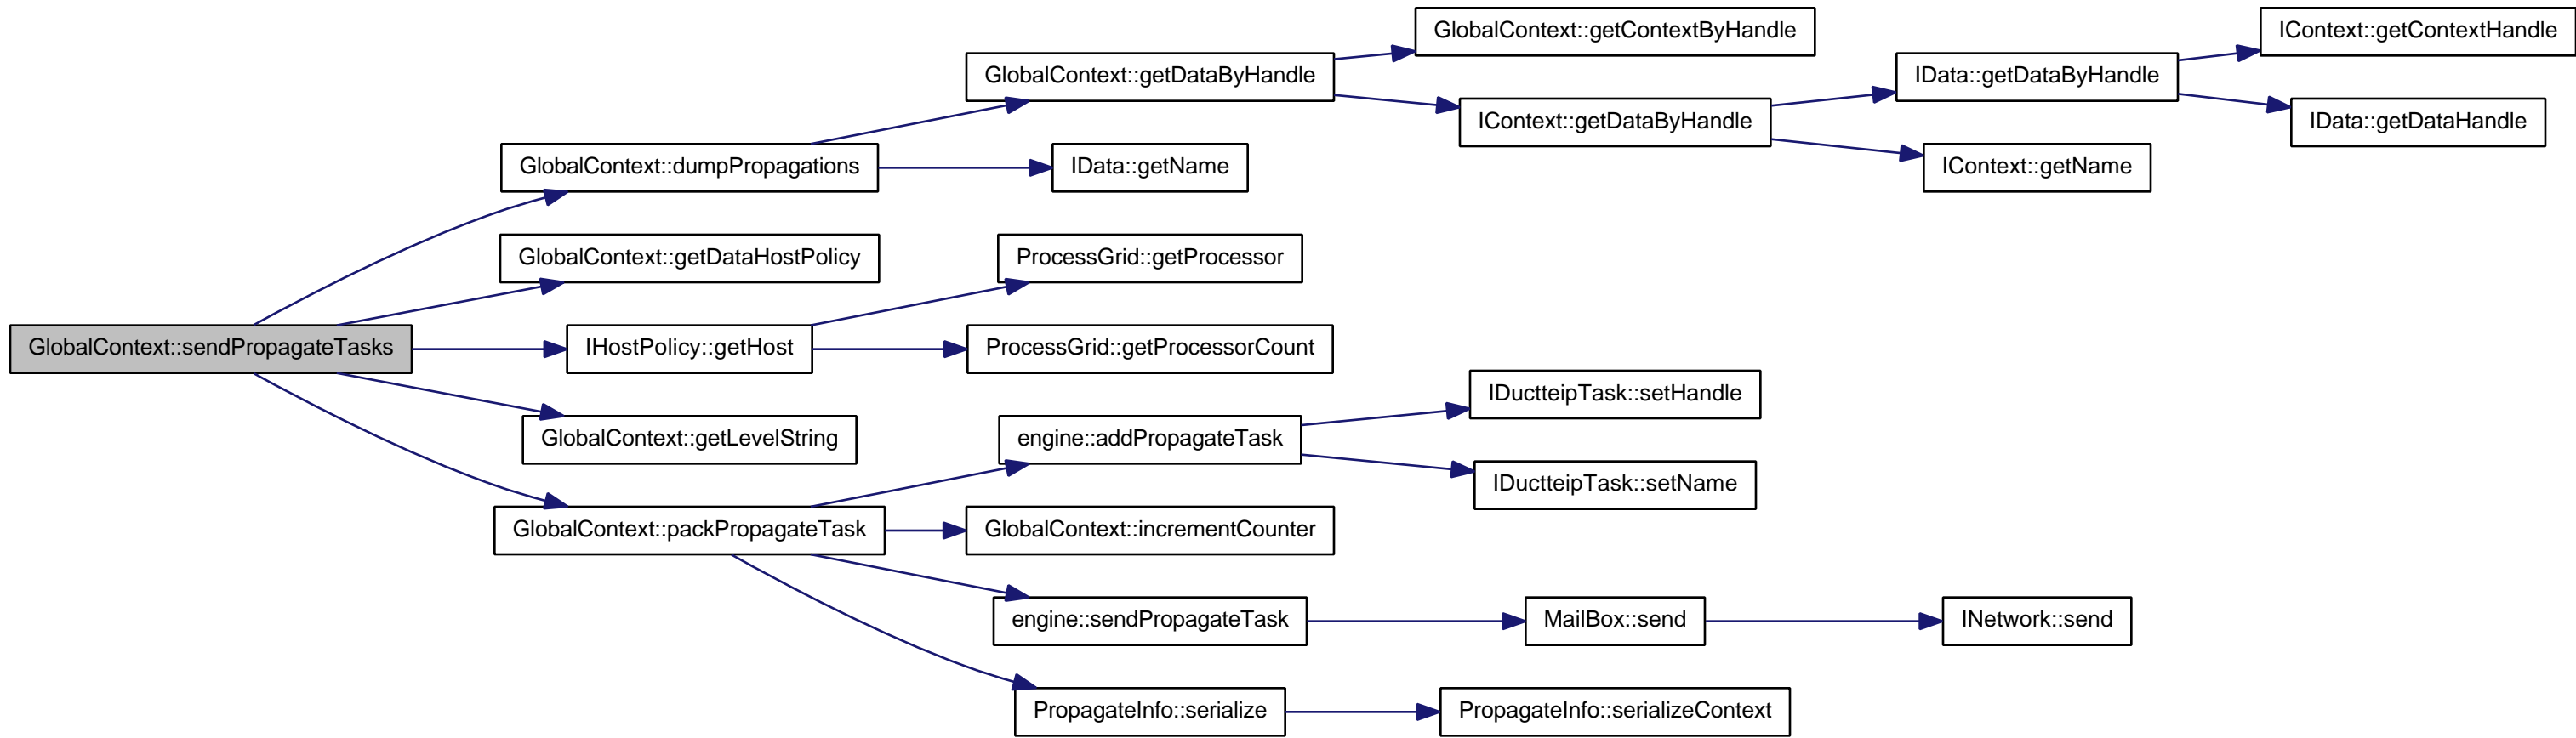 GlobalContext::getContextByHandle
IContext::getContextHandle
GlobalContext::getDataByHandle
IData::getDataByHandle
IContext::getDataByHandle
IData::getDataHandle
GlobalContext::dumpPropagations
IData::getName
IContext::getName
GlobalContext::getDataHostPolicy
ProcessGrid::getProcessor
GlobalContext::sendPropagateTasks
IHostPolicy::getHost
ProcessGrid::getProcessorCount
IDuctteipTask::setHandle
GlobalContext::getLevelString
engine::addPropagateTask
IDuctteipTask::setName
GlobalContext::packPropagateTask
GlobalContext::incrementCounter
engine::sendPropagateTask
MailBox::send
INetwork::send
PropagateInfo::serialize
PropagateInfo::serializeContext